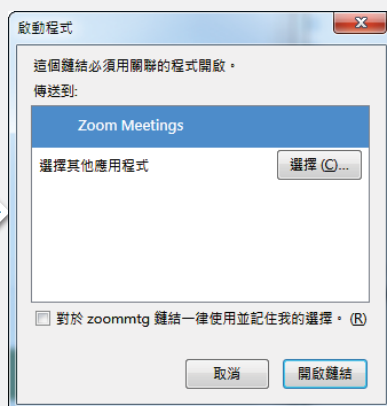 啟動程式
這個鏈結必須用關聯的程式開啟。
傳送到:
Zoom Meetings
選擇其他應用程式
選擇 (C)...
對於 zoommtg 鏈結一律使用並記住我的選擇。 (R)
取消
開啟鏈結